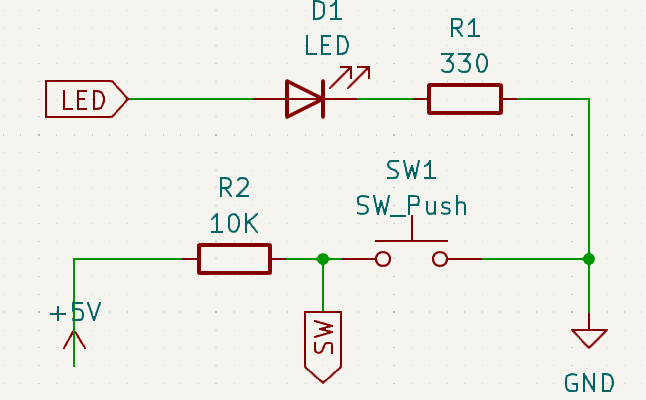 D1
LED
R1
330
LED
SW1
SW_Push
R2
10K
+5V
SW
GND